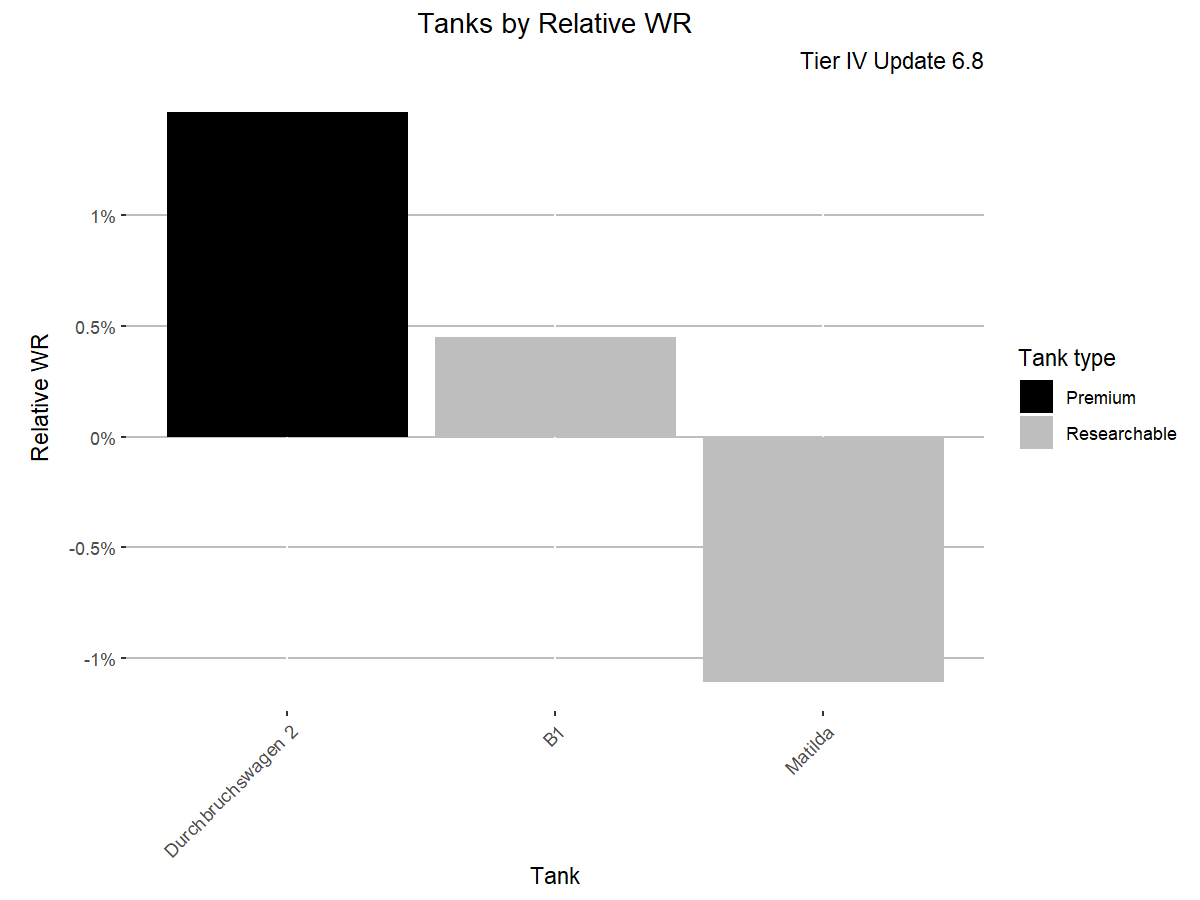 Tanks by Relative WR
Tier IV Update 6.8
Relative WR
1%
0.5%
0%
-0.5%
-1%
Durchbruchswagen 2
B1
Matilda
Tank
Tank type
Premium
Researchable